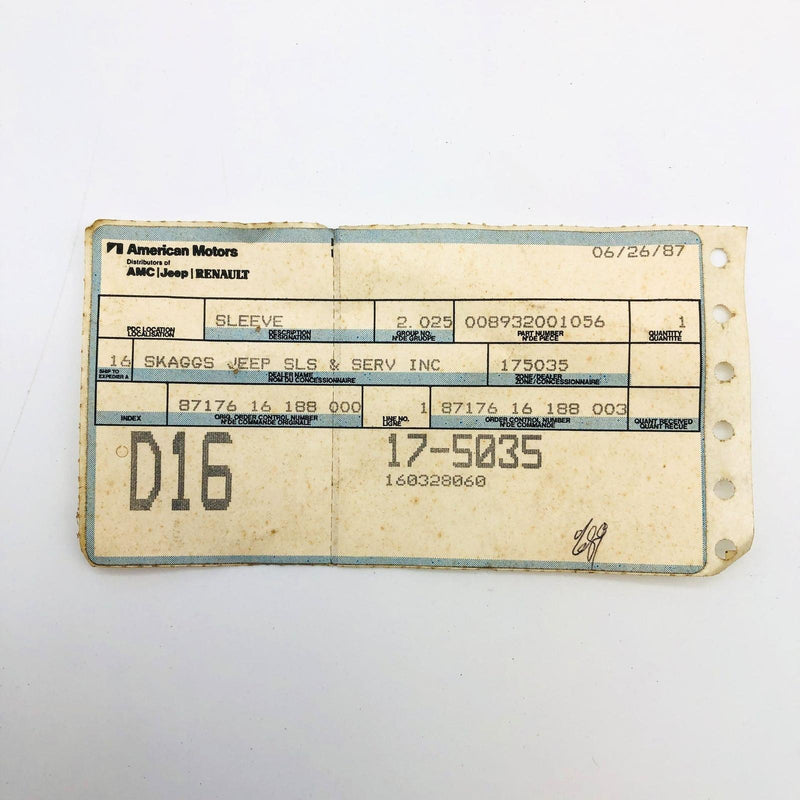 American Motors 06/26/87
Distributors of
AMC | Jeep | RENAULT
SLEEVE 2.025 008932001056 1
PDC LOCATION DESCRIPTION GROUP NO. PART NUMBER QUANTITY
LOCALISATION DESIGNATION N'DE GRUOPE N'DE PIECE QUANTITE
16 SKAGGS JEEP SLS & SERV INC 175035
SHIP TO DEALER NAME ZONE/DEALER
EXPEDIER A NOM DU CONCESSIONNAIRE ZONE/CONCESSIONNAIRE
87176 16 188 000 1 87176 16 188 003
INDEX ORIG. ORDER CONTROL NUMBER LINE NO. ORDER CONTROL NUMBER QUANT RECEIVED
N'DE COMMANDE ORIGINALE LIGNE N'DE COMMANDE QUANT RECUE
D16 17-5035
160328060